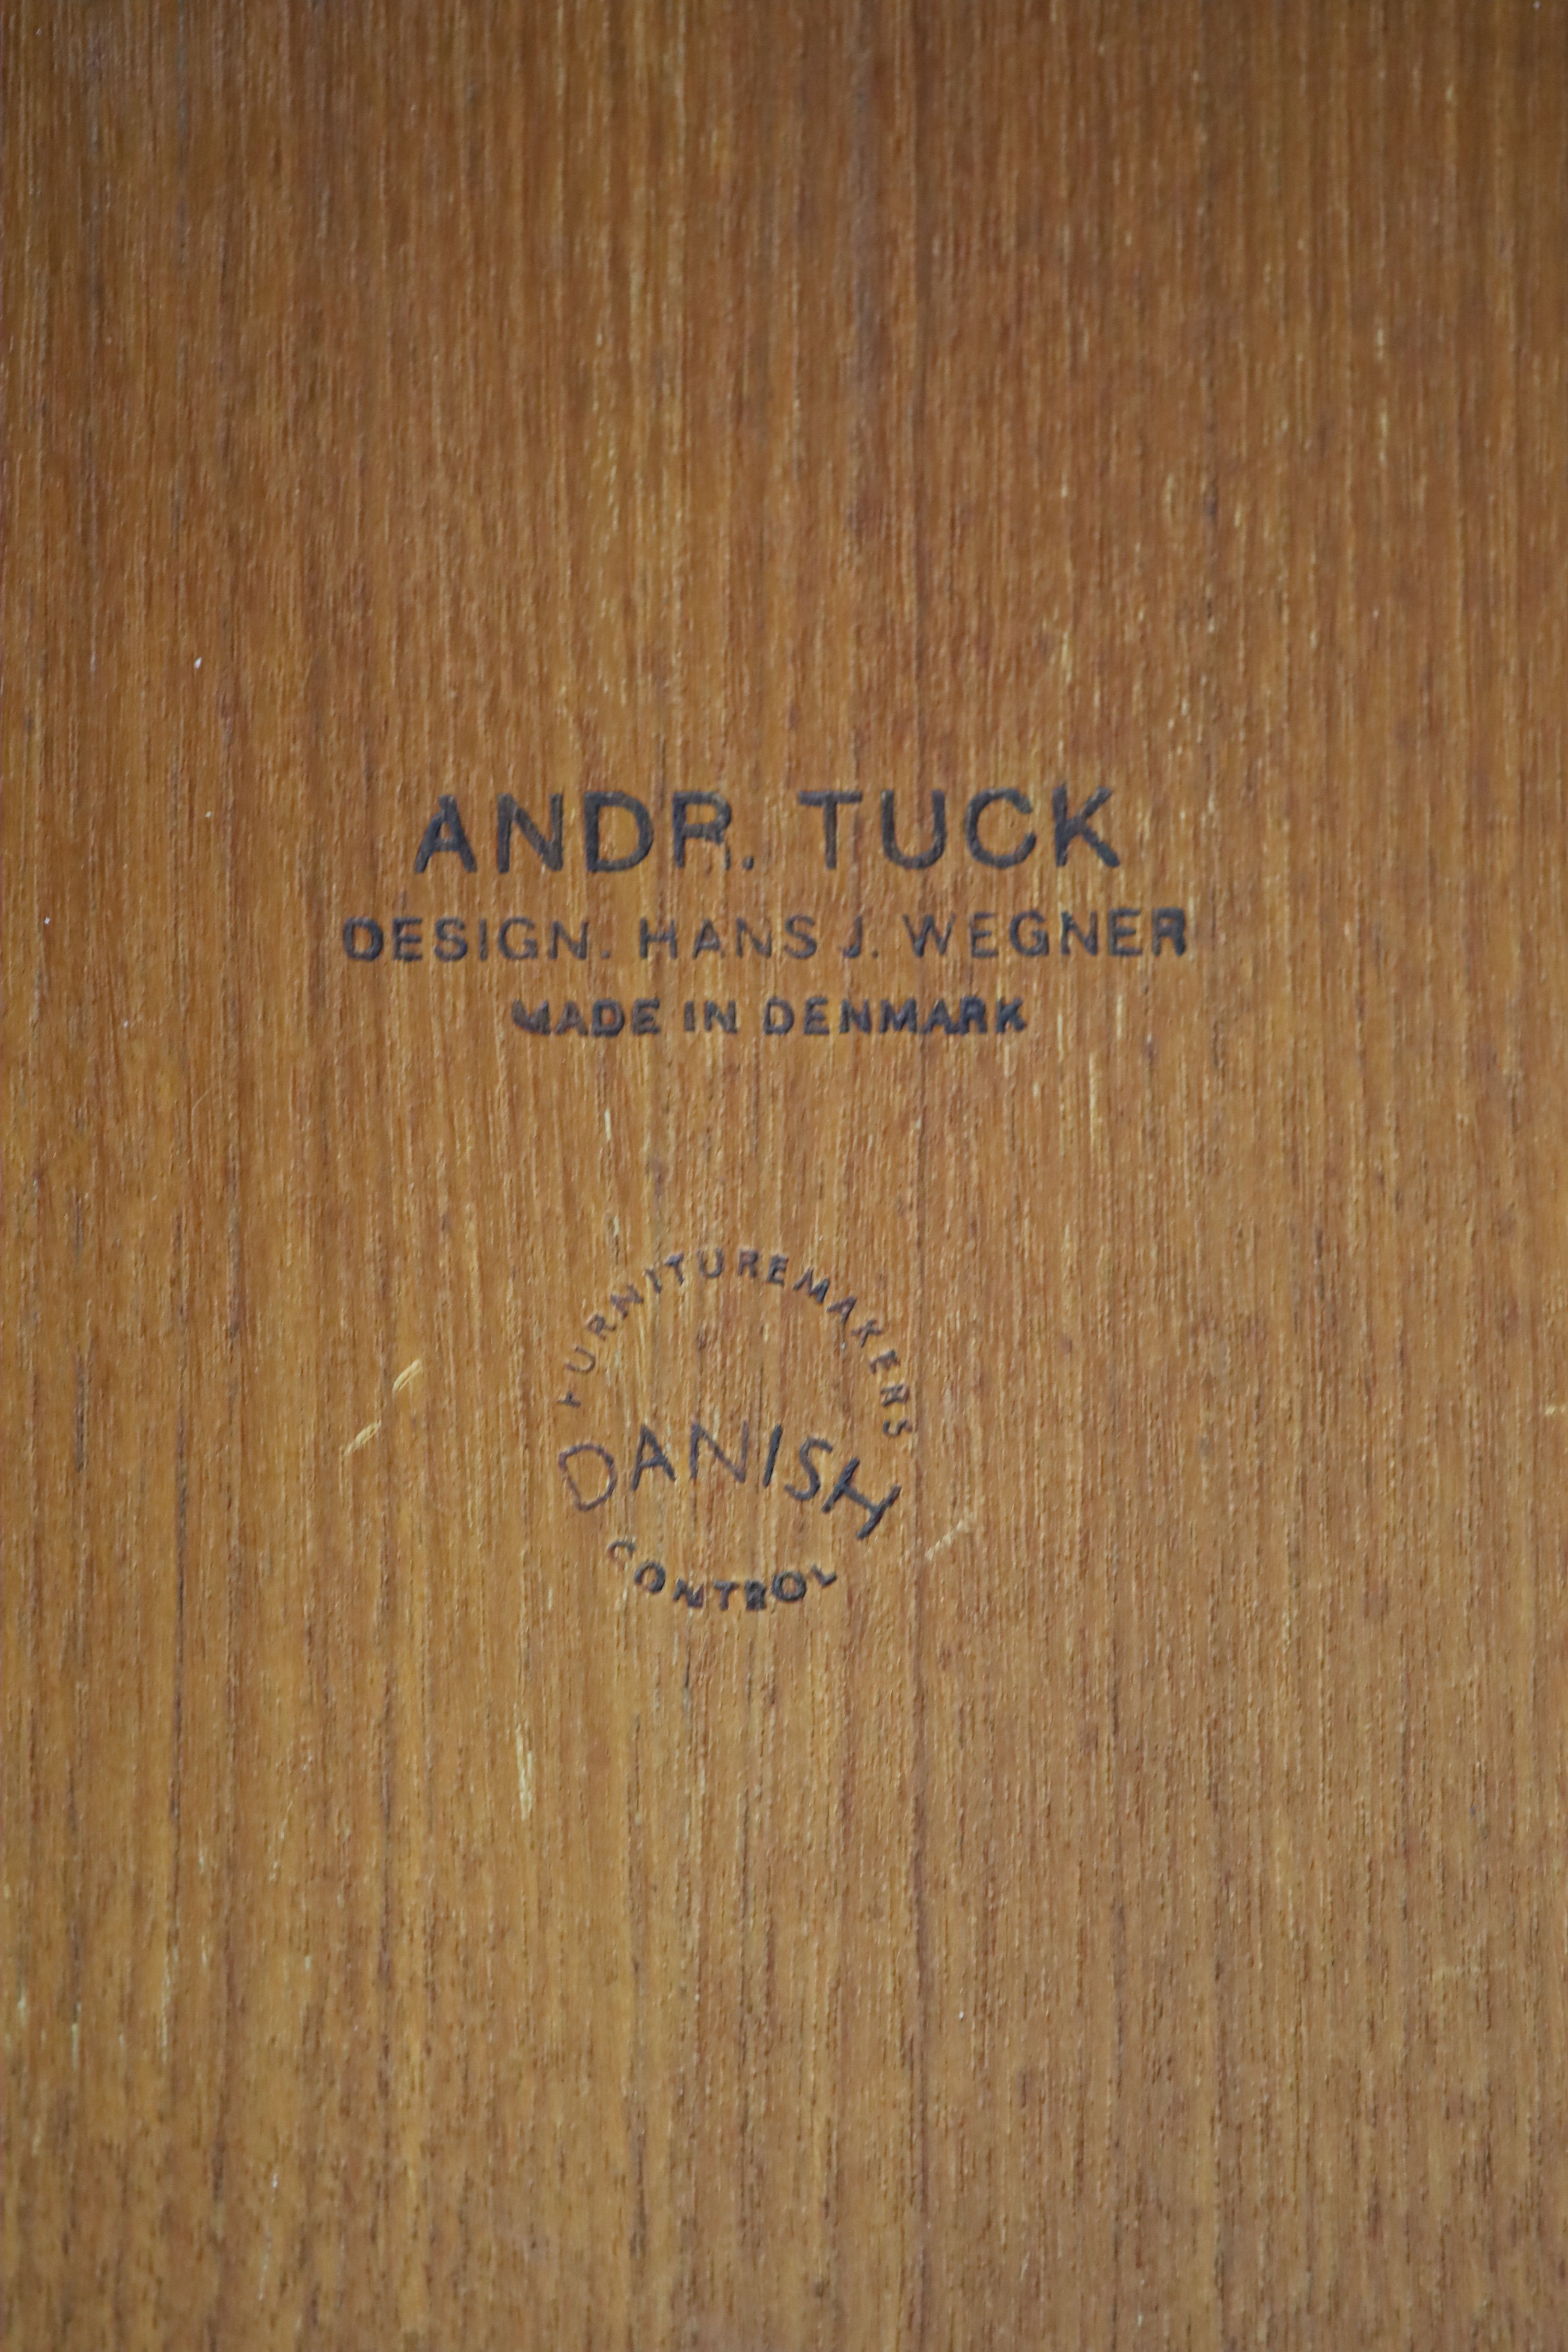 ANDR. TUCK
DESIGN. HANS J. WEGNER
MADE IN DENMARK
FURNITUREMAKERS
DANISH
CONTROL